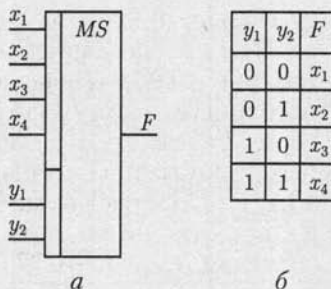 x₁
MS
x₂
x₃
x₄
F
y₁
y₂
а
y₁ y₂ F
0 0 x₁
0 1 x₂
1 0 x₃
1 1 x₄
б